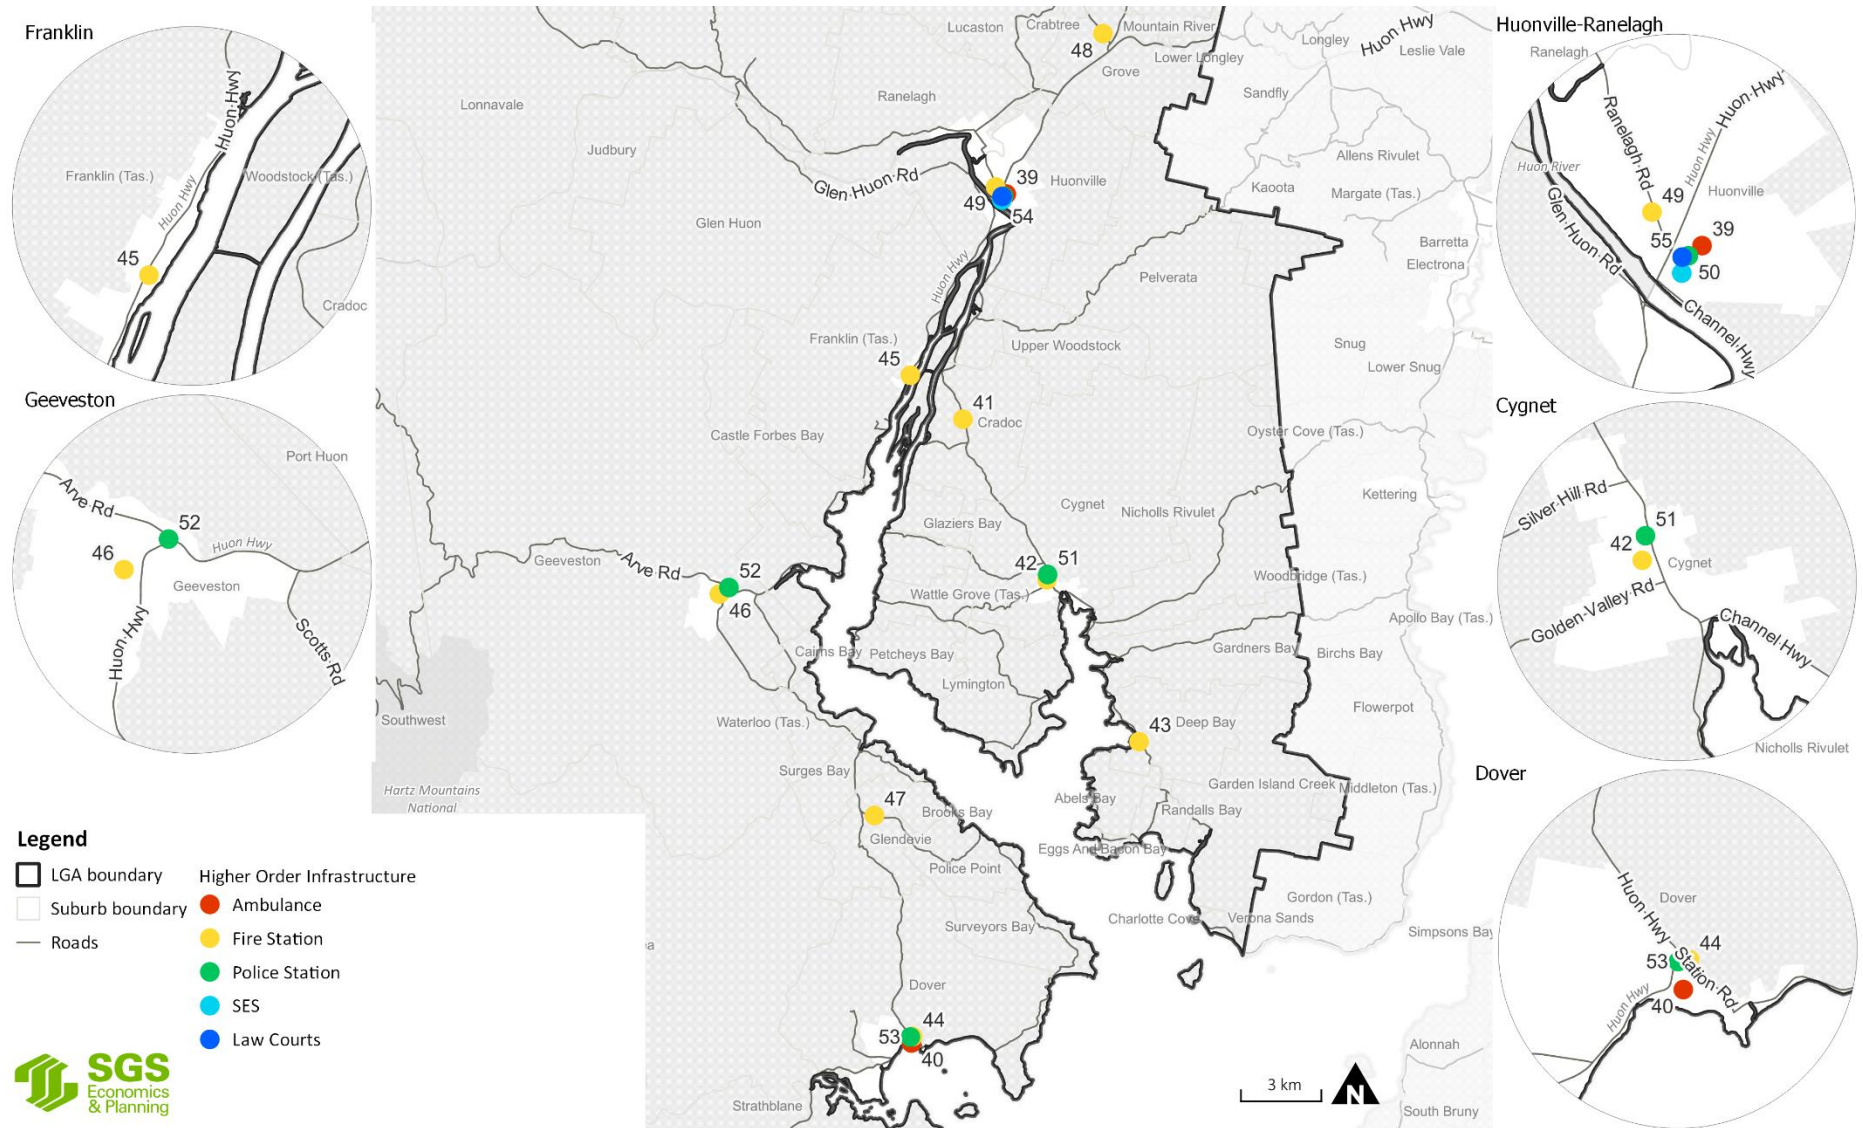 Franklin
Huon Hwy
Franklin (Tas.)
Woodstock (Tas.)
Huon Hwy
45
Cradoc
Geeveston
Port Huon
Arve Rd
52
Huon Hwy
46
Geeveston
Huon Hwy
Scotts Rd
Lucaston
Crabtree
Mountain River
Huon Hwy
Longley
Leslie Vale
48
Lower Longley
Grove
Lonnavale
Ranelagh
Sandfly
Judbury
Allens Rivulet
Glen Huon Rd
39
Huonville
Kaoota
Margate (Tas.)
49
54
Glen Huon
Barretta
Electrona
Huon Hwy
Pelverata
Franklin (Tas.)
Upper Woodstock
Snug
45
Lower Snug
41
Cradoc
Castle Forbes Bay
Oyster Cove (Tas.)
Cygnet
Kettering
Nicholls Rivulet
Glaziers Bay
Geeveston
Arve Rd
52
42
51
Woodbridge (Tas.)
Wattle Grove (Tas.)
46
Apollo Bay (Tas.)
Cairns Bay
Petcheys Bay
Gardners Bay
Birchs Bay
Lymington
Southwest
Waterloo (Tas.)
43
Deep Bay
Flowerpot
Surges Bay
Hartz Mountains
National
Garden Island Creek
Middleton (Tas.)
47
Brooks Bay
Abels Bay
Randalls Bay
Glendevie
Eggs And Bacon Bay
Police Point
Gordon (Tas.)
Charlotte Cove
Verona Sands
Surveyors Bay
Simpsons Bay
a
Dover
44
53
40
Alonnah
3 km
N
Strathblane
South Bruny
Huonville-Ranelagh
Ranelagh
Huon Hwy
Ranelagh Rd
Huon Hwy
Huon River
Huonville
49
Glen Huon Rd
39
55
50
Channel Hwy
Cygnet
Silver Hill Rd
51
42
Cygnet
Golden Valley Rd
Channel Hwy
Nicholls Rivulet
Dover
Huon Hwy
Dover
44
53
Station Rd
Huon Hwy
40
Legend
LGA boundary
Suburb boundary
Roads
Higher Order Infrastructure
Ambulance
Fire Station
Police Station
SES
Law Courts
SGS
Economics
& Planning